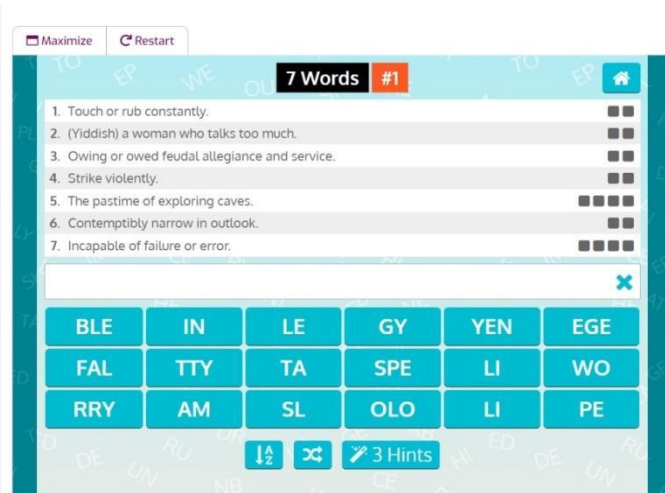 Maximize Restart
7 Words #1
1. Touch or rub constantly.
2. (Yiddish) a woman who talks too much.
3. Owing or owed feudal allegiance and service.
4. Strike violently.
5. The pastime of exploring caves.
6. Contemptibly narrow in outlook.
7. Incapable of failure or error.
BLE IN LE GY YEN EGE
FAL TTY TA SPE LI WO
RRY AM SL OLO LI PE
3 Hints